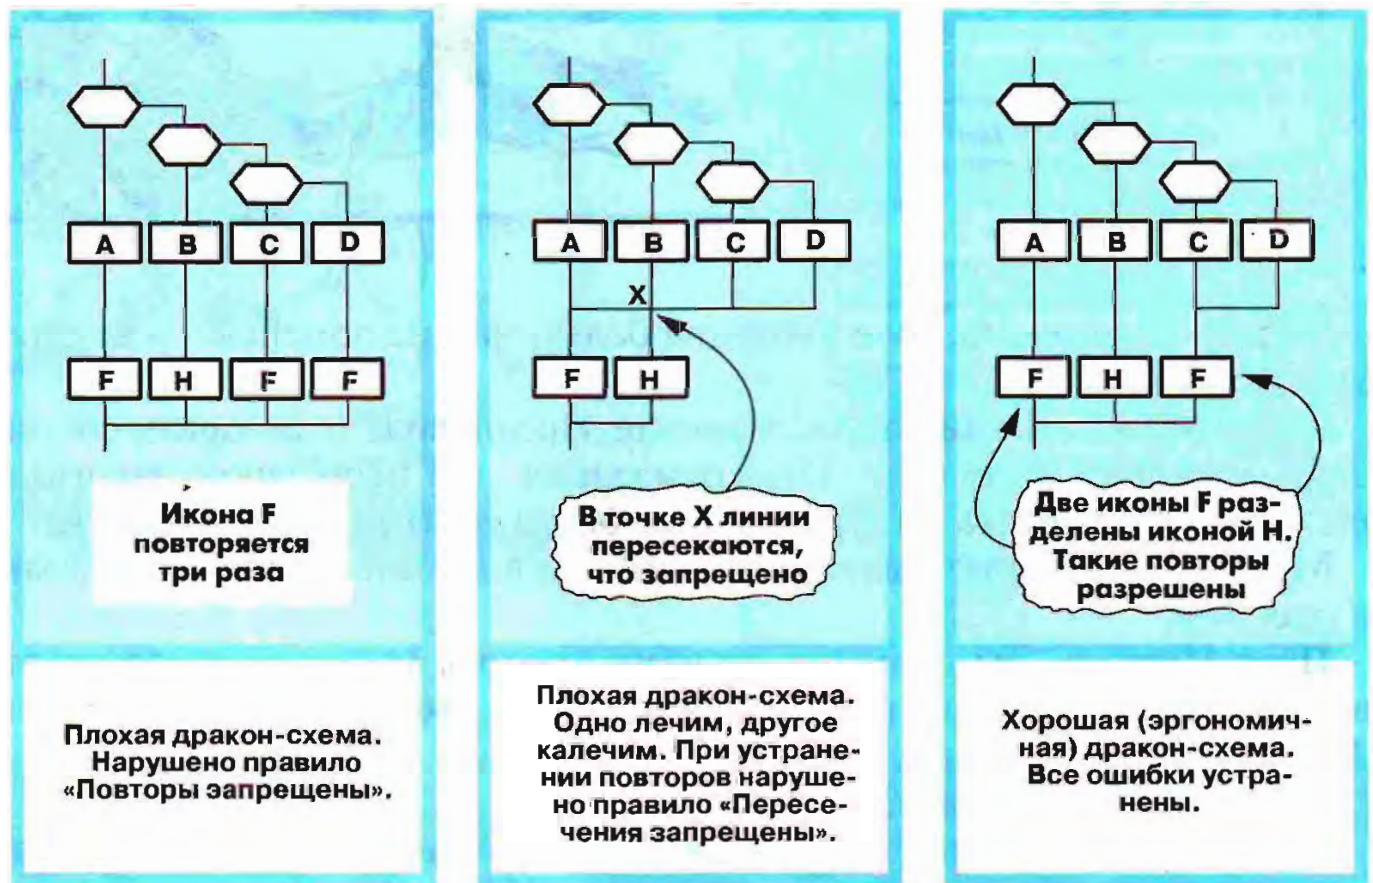 A B C D
F H F F
Икона F
повторяется
три раза
Плохая дракон-схема.
Нарушено правило
«Повторы запрещены».
A B C D
X
F H
В точке X линии
пересекаются,
что запрещено
Плохая дракон-схема.
Одно лечим, другое
калечим. При устране-
нии повторов наруше-
но правило «Пересе-
чения запрещены».
A B C D
F H F
Две иконы F раз-
делены иконой H.
Такие повторы
разрешены
Хорошая (эргономич-
ная) дракон-схема.
Все ошибки устра-
нены.